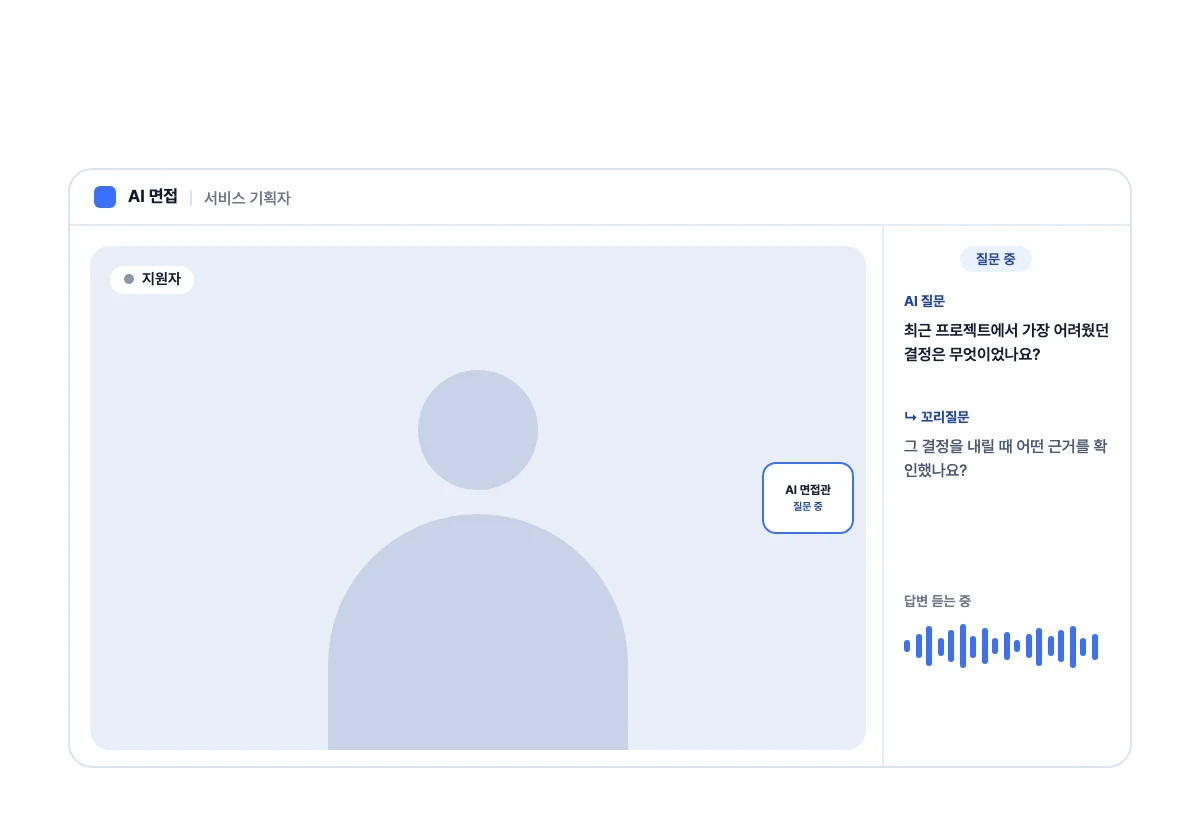 AI 면접
서비스 기획자
지원자
AI 면접관
질문 중
질문 중
AI 질문
최근 프로젝트에서 가장 어려웠던
결정은 무엇이었나요?
↳ 꼬리질문
그 결정을 내릴 때 어떤 근거를 확
인했나요?
답변 듣는 중